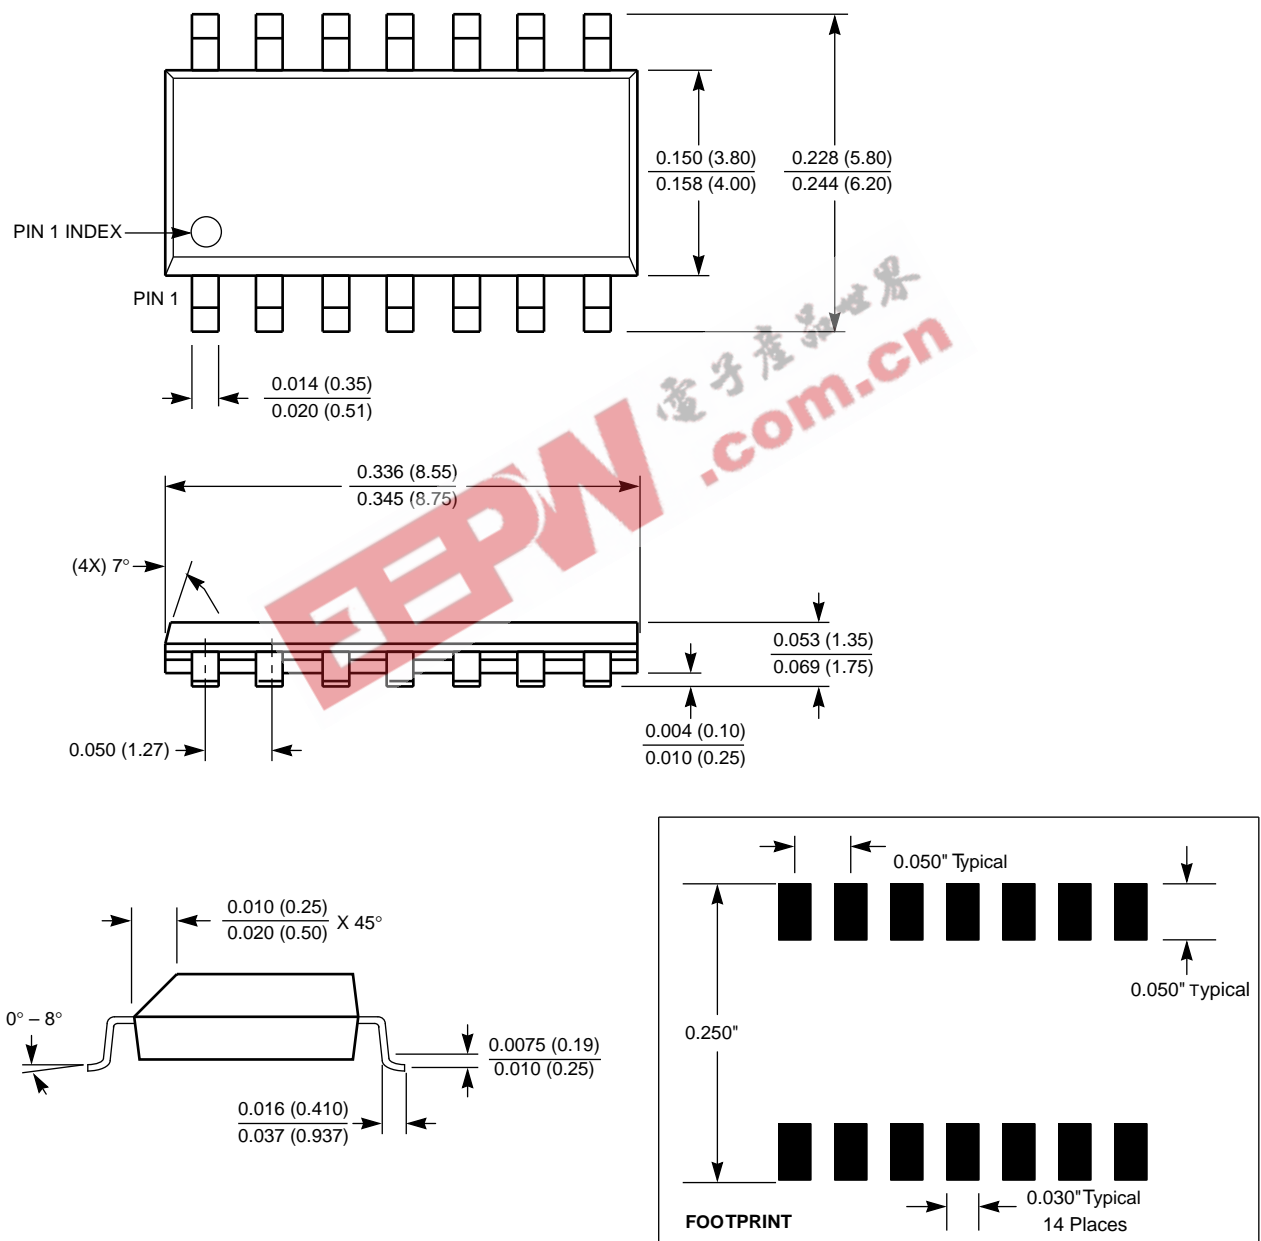 0.150 (3.80)
0.158 (4.00)
0.228 (5.80)
0.244 (6.20)
PIN 1 INDEX
PIN 1
0.014 (0.35)
0.020 (0.51)
電子產品世界
.com.cn
EEPW
0.336 (8.55)
0.345 (8.75)
(4X) 7°
0.053 (1.35)
0.069 (1.75)
0.004 (0.10)
0.010 (0.25)
0.050 (1.27)
0.050" Typical
0.010 (0.25)
0.020 (0.50)
X 45°
0.050" Typical
0° – 8°
0.250"
0.0075 (0.19)
0.010 (0.25)
0.016 (0.410)
0.037 (0.937)
0.030" Typical
14 Places
FOOTPRINT